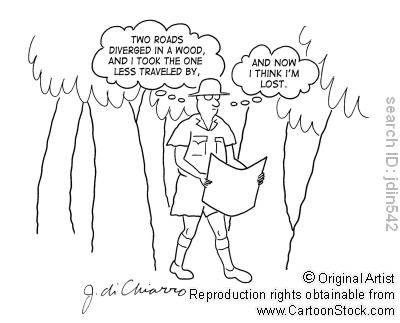 TWO ROADS
DIVERGED IN A WOOD,
AND I TOOK THE ONE
LESS TRAVELED BY,
AND NOW
I THINK I'M
LOST.
search ID: jdin542
J. di Chiarro
© Original Artist
Reproduction rights obtainable from
www.CartoonStock.com